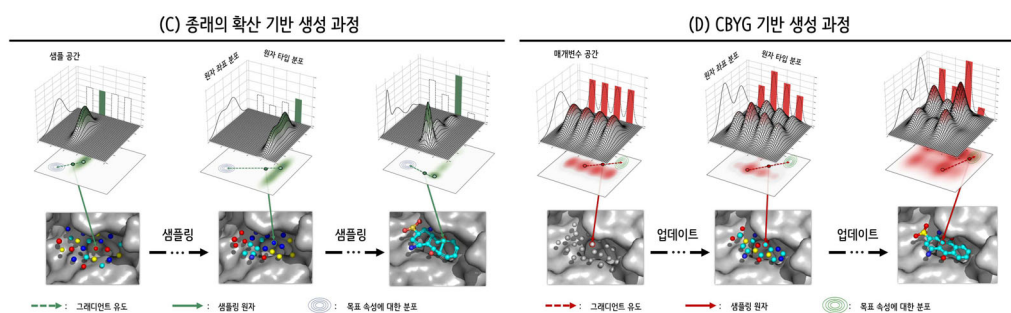 (C) 종래의 확산 기반 생성 과정
샘플 공간
원자 좌표 분포
원자 타입 분포
샘플링
샘플링
: 그래디언트 유도
: 샘플링 원자
: 목표 속성에 대한 분포
(D) CBYG 기반 생성 과정
매개변수 공간
원자 좌표 분포
원자 타입 분포
업데이트
업데이트
: 그래디언트 유도
: 샘플링 원자
: 목표 속성에 대한 분포